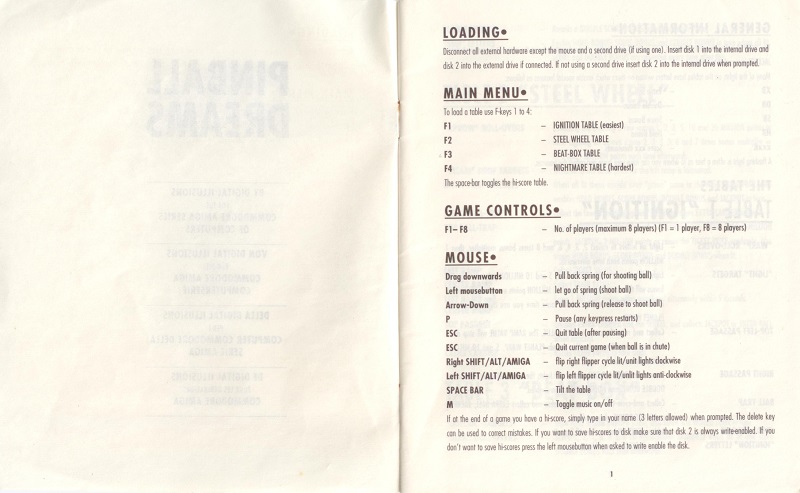 LOADING•
Disconnect all external hardware except the mouse and a second drive (if using one). Insert disk 1 into the internal drive and
disk 2 into the external drive if connected. If not using a second drive insert disk 2 into the internal drive when prompted.
MAIN MENU•
To load a table use F-keys 1 to 4:
F1 – IGNITION TABLE (easiest)
F2 – STEEL WHEEL TABLE
F3 – BEAT-BOX TABLE
F4 – NIGHTMARE TABLE (hardest)
The space-bar toggles the hi-score table.
GAME CONTROLS•
F1– F8 – No. of players (maximum 8 players) (F1 = 1 player, F8 = 8 players)
MOUSE•
Drag downwards – Pull back spring (for shooting ball)
Left mousebutton – let go of spring (shoot ball)
Arrow-Down – Pull back spring (release to shoot ball)
P – Pause (any keypress restarts)
ESC – Quit table (after pausing)
ESC – Quit current game (when ball is in chute)
Right SHIFT/ALT/AMIGA – flip right flipper cycle lit/unit lights clockwise
Left SHIFT/ALT/AMIGA – flip left flipper cycle lit/unlit lights anti-clockwise
SPACE BAR – Tilt the table
M – Toggle music on/off
If at the end of a game you have a hi-score, simply type in your name (3 letters allowed) when prompted. The delete key
can be used to correct mistakes. If you want to save hi-scores to disk make sure that disk 2 is always write-enabled. If you
don't want to save hi-scores press the left mousebutton when asked to write enable the disk.
1